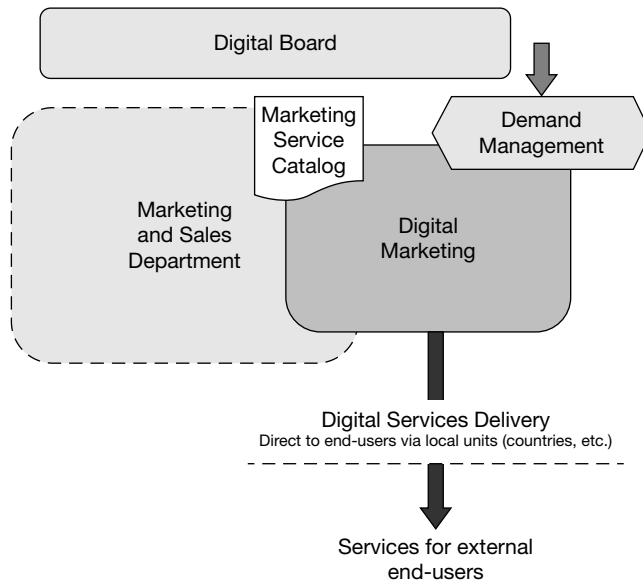 Digital Board
Marketing
Service
Catalog
Demand
Management
Marketing
and Sales
Department
Digital
Marketing
Digital Services Delivery
Direct to end-users via local units (countries, etc.)
Services for external
end-users